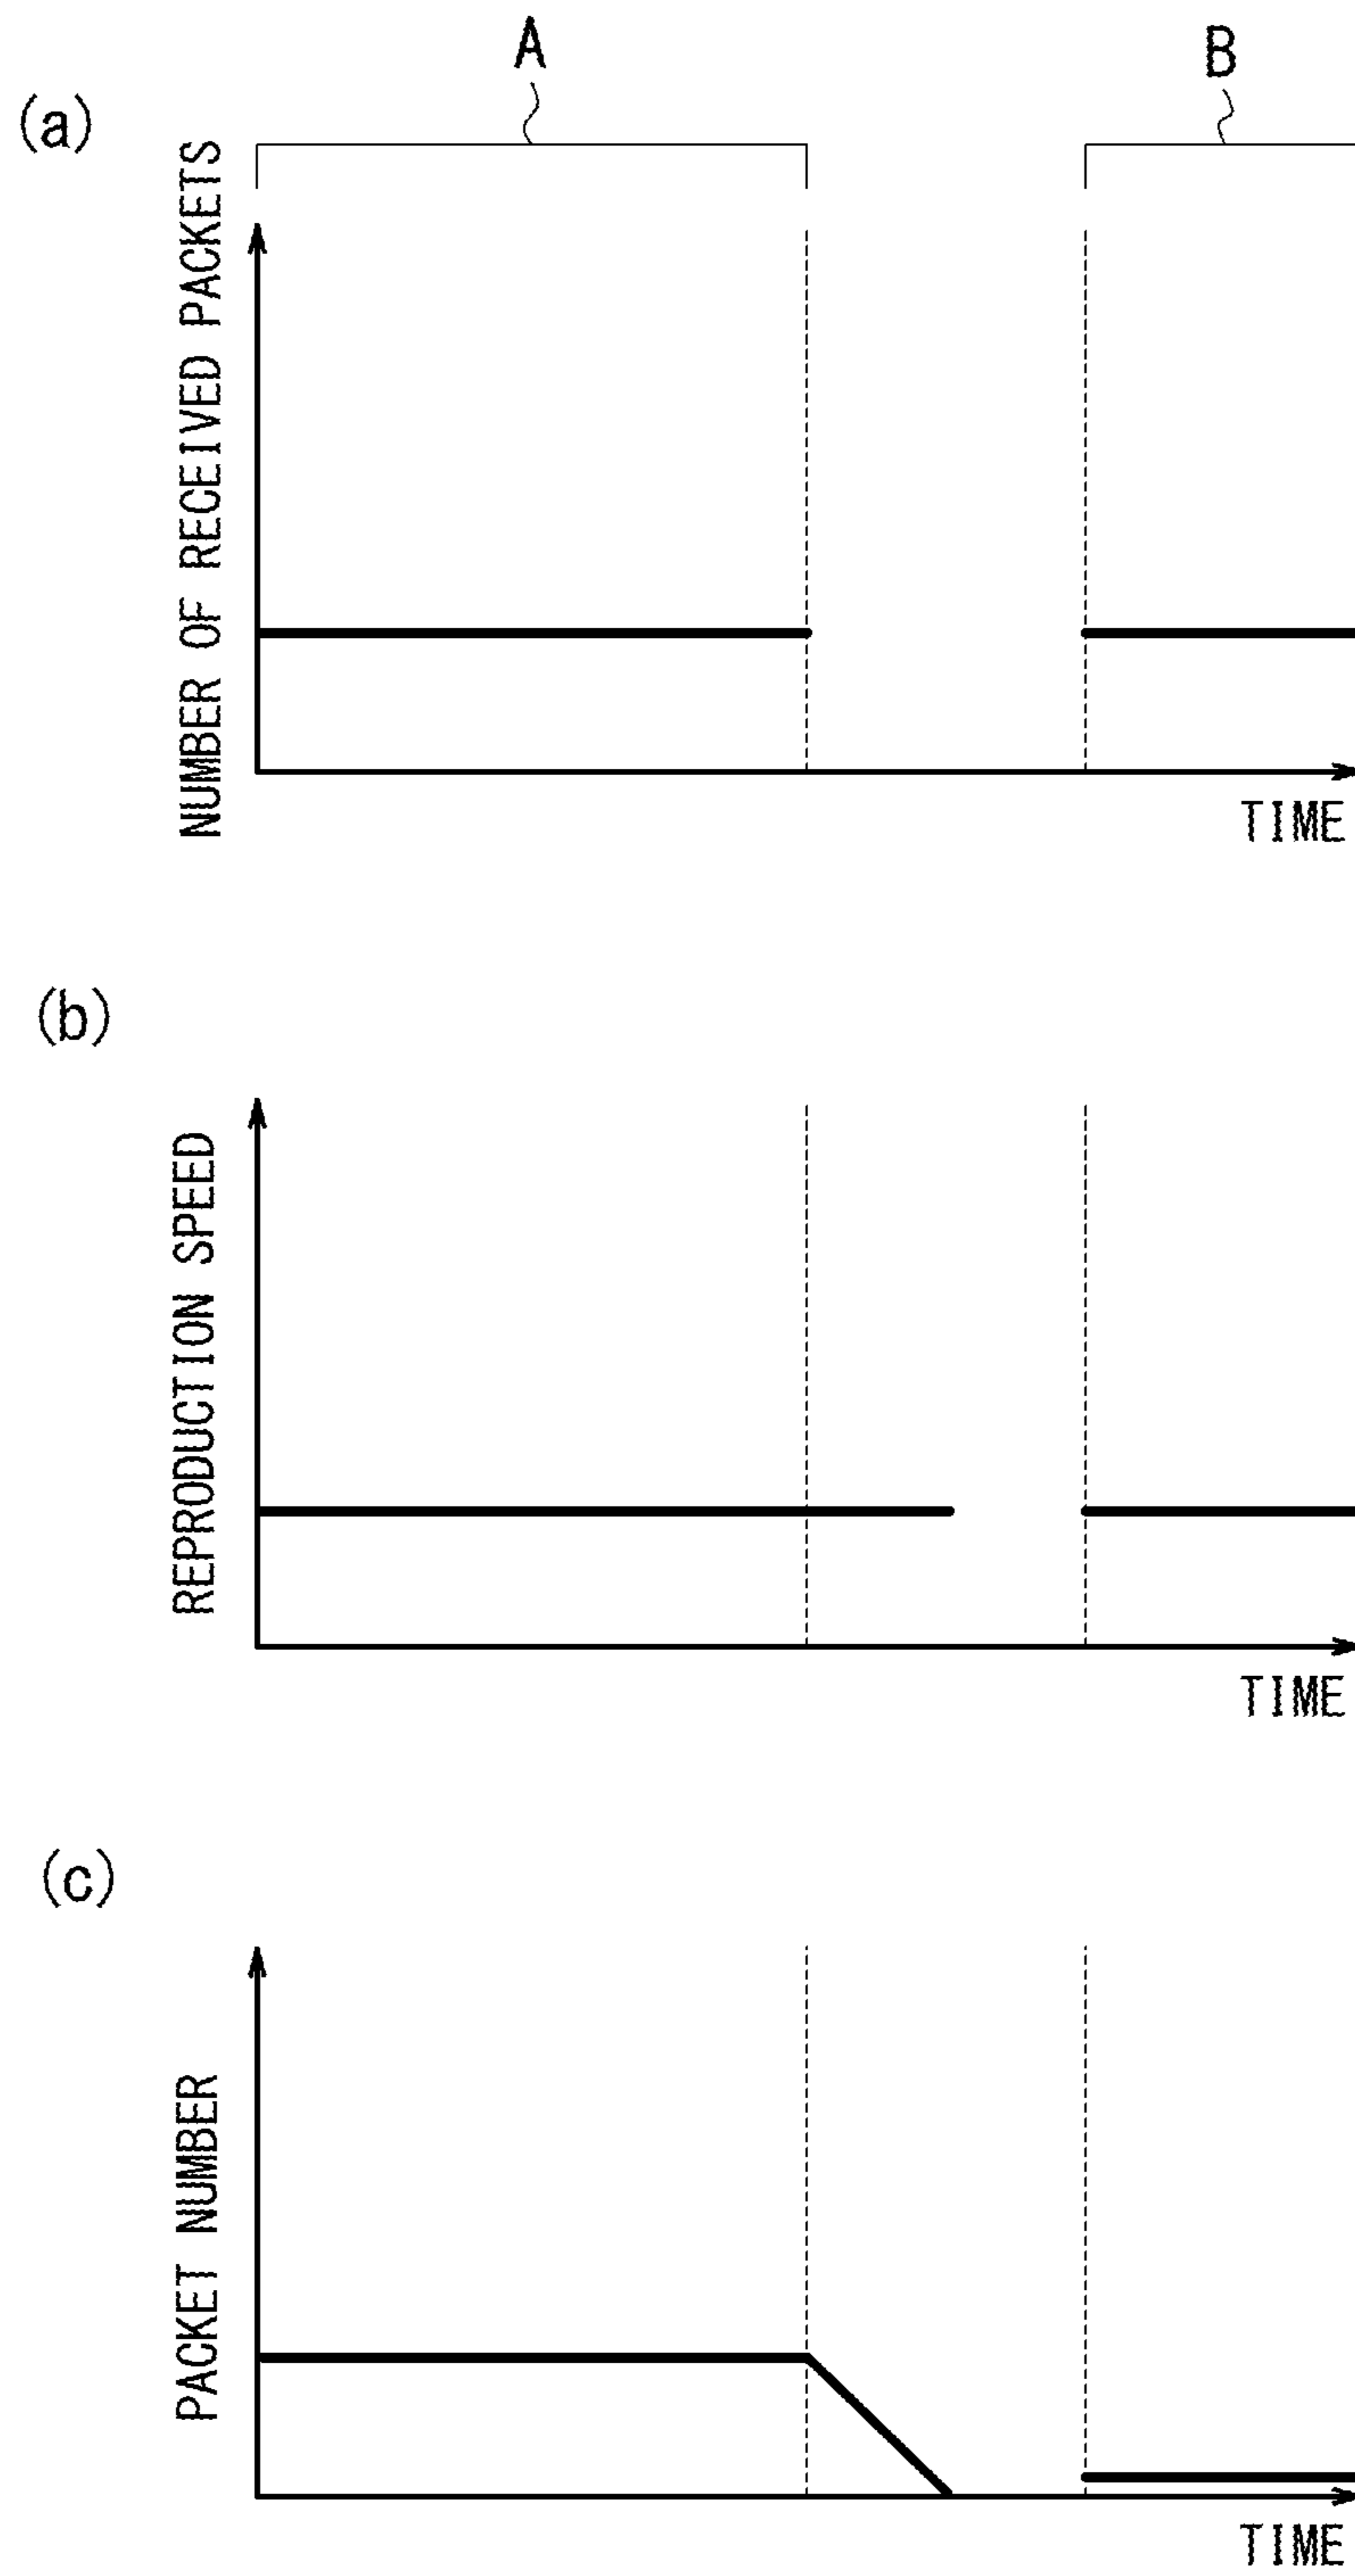 A
B
(a)
NUMBER OF RECEIVED PACKETS
TIME
(b)
REPRODUCTION SPEED
TIME
(c)
PACKET NUMBER
TIME